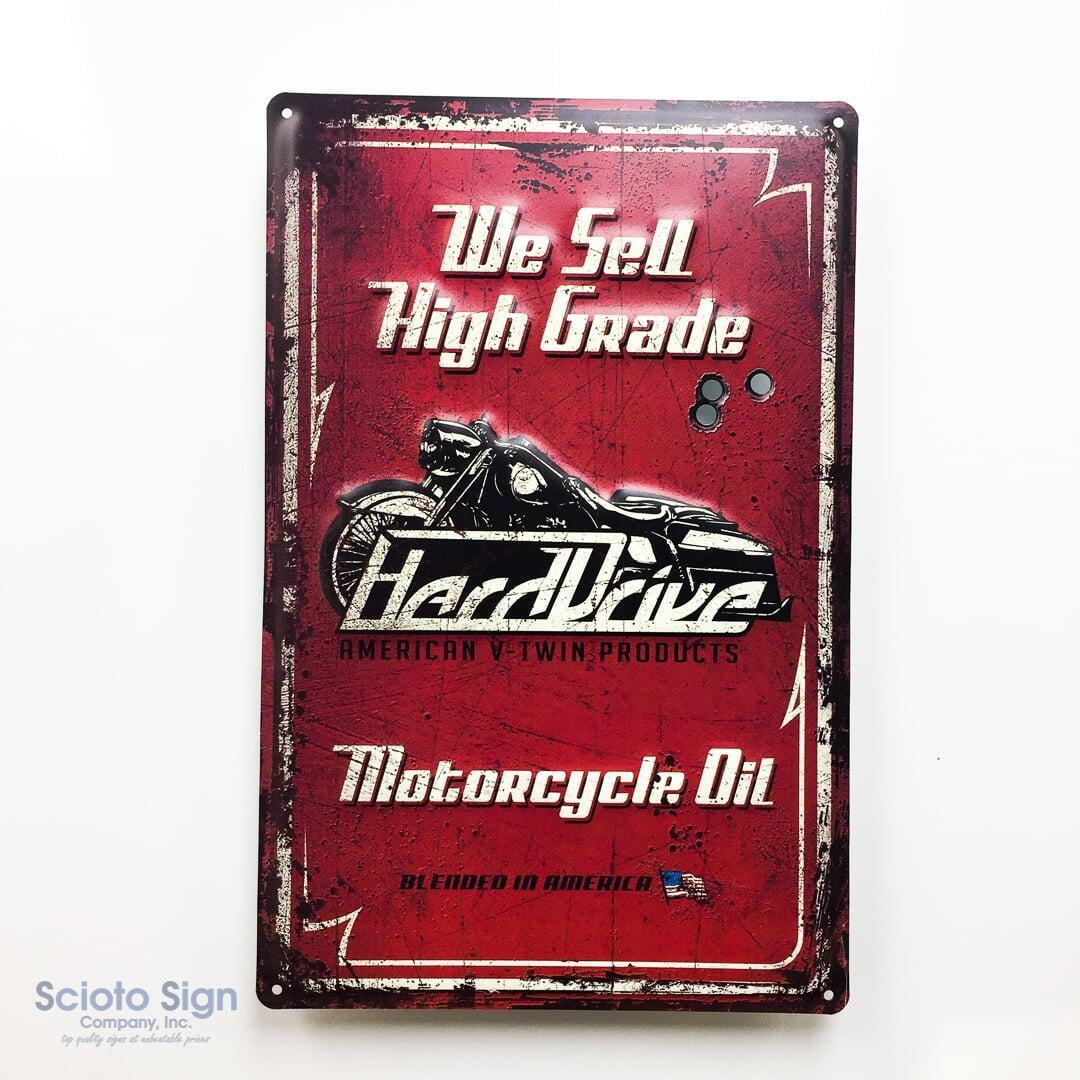 We Sell
High Grade
HardDrive
AMERICAN V-TWIN PRODUCTS
Motorcycle Oil
BLENDED IN AMERICA
Scioto Sign
Company, Inc.
top quality signs at unbeatable prices